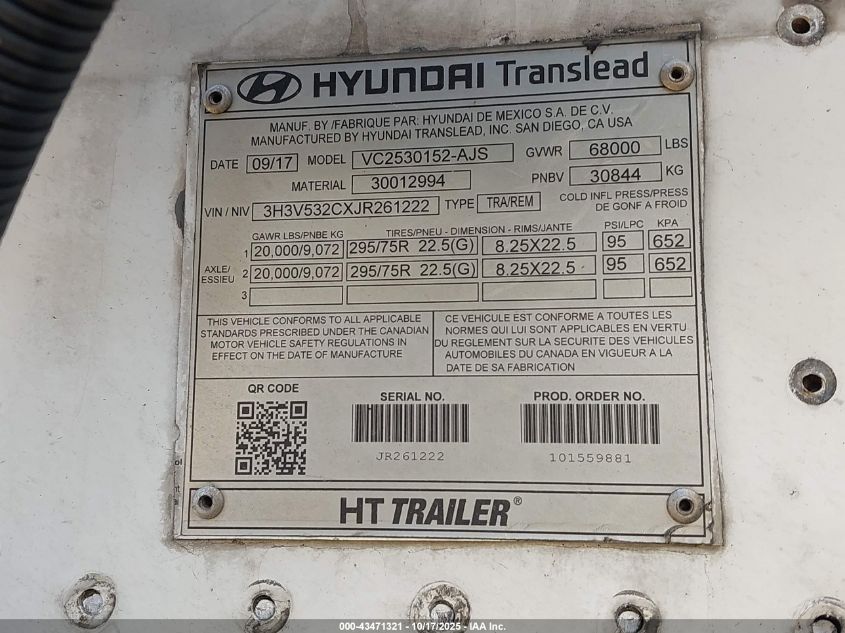 HYUNDAI Translead
MANUF. BY /FABRIQUE PAR: HYUNDAI DE MEXICO S.A. DE C.V.
MANUFACTURED BY HYUNDAI TRANSLEAD, INC. SAN DIEGO, CA USA
DATE 09/17 MODEL VC2530152-AJS GVWR 68000 LBS
MATERIAL 30012994 PNBV 30844 KG
VIN / NIV 3H3V532CXJR261222 TYPE TRA/REM COLD INFL PRESS/PRESS
DE GONF A FROID
GAWR LBS/PNBE KG TIRES/PNEU - DIMENSION - RIMS/JANTE PSI/LPC KPA
1 20,000/9,072 295/75R 22.5(G) 8.25X22.5 95 652
AXLE/
ESSIEU
2 20,000/9,072 295/75R 22.5(G) 8.25X22.5 95 652
3
THIS VEHICLE CONFORMS TO ALL APPLICABLE
STANDARDS PRESCRIBED UNDER THE CANADIAN
MOTOR VEHICLE SAFETY REGULATIONS IN
EFFECT ON THE DATE OF MANUFACTURE
CE VEHICULE EST CONFORME A TOUTES LES
NORMES QUI LUI SONT APPLICABLES EN VERTU
DU REGLEMENT SUR LA SECURITE DES VEHICULES
AUTOMOBILES DU CANADA EN VIGUEUR A LA
DATE DE SA FABRICATION
QR CODE
SERIAL NO.
JR261222
PROD. ORDER NO.
101559881
HT TRAILER®
000-43471321 - 10/17/2025 - IAA Inc.